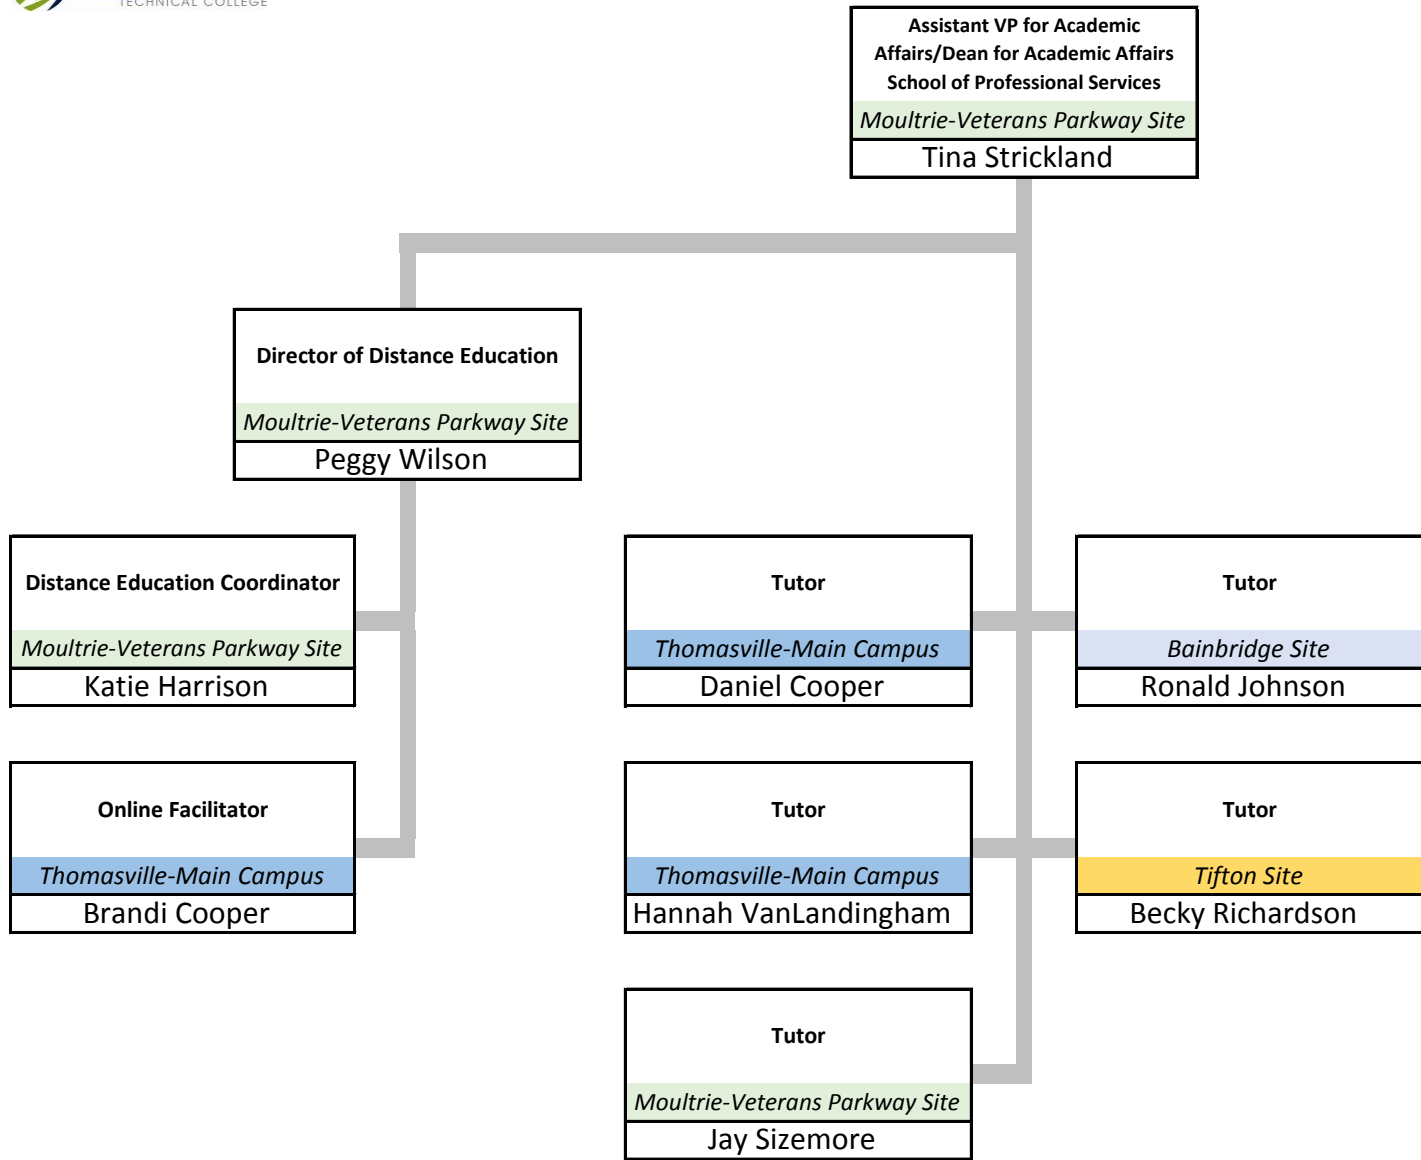 TECHNICAL COLLEGE
Assistant VP for Academic
Affairs/Dean for Academic Affairs
School of Professional Services
Moultrie-Veterans Parkway Site
Tina Strickland
Director of Distance Education
Moultrie-Veterans Parkway Site
Peggy Wilson
Distance Education Coordinator
Moultrie-Veterans Parkway Site
Katie Harrison
Tutor
Thomasville-Main Campus
Daniel Cooper
Tutor
Bainbridge Site
Ronald Johnson
Online Facilitator
Thomasville-Main Campus
Brandi Cooper
Tutor
Thomasville-Main Campus
Hannah VanLandingham
Tutor
Tifton Site
Becky Richardson
Tutor
Moultrie-Veterans Parkway Site
Jay Sizemore